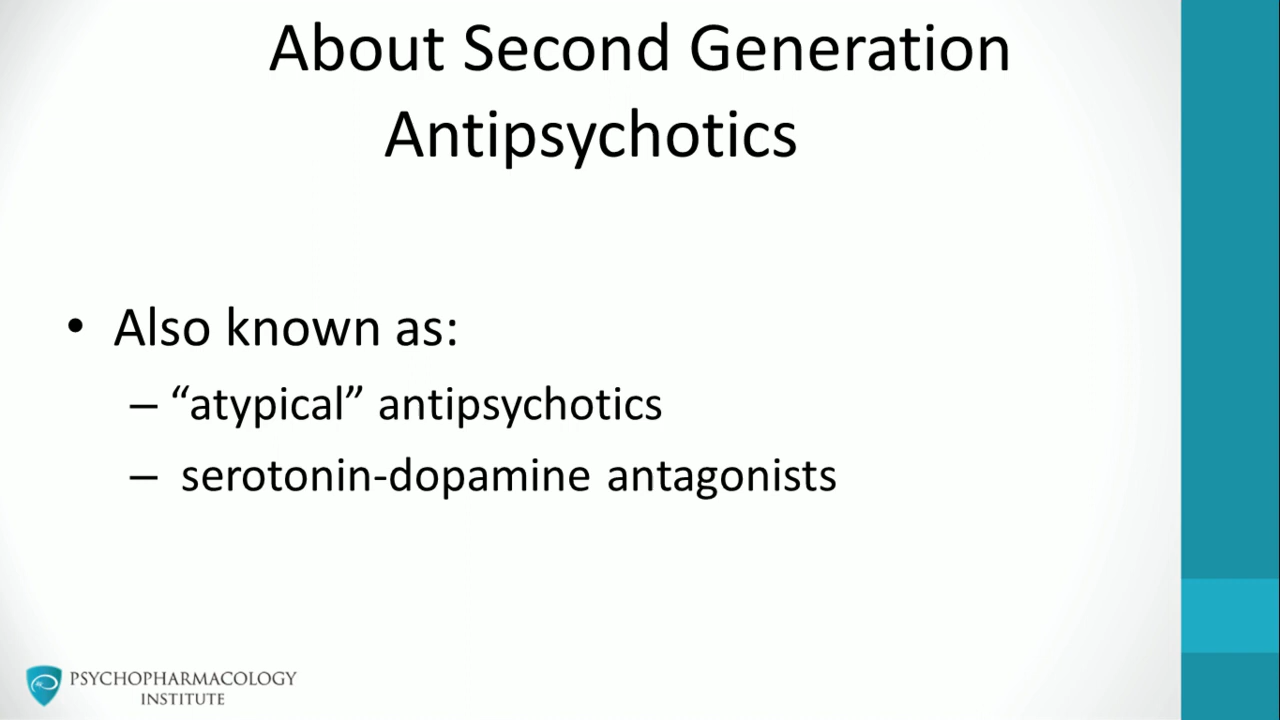 About Second Generation
Antipsychotics
• Also known as:
– “atypical” antipsychotics
– serotonin-dopamine antagonists
PSYCHOPHARMACOLOGY
INSTITUTE